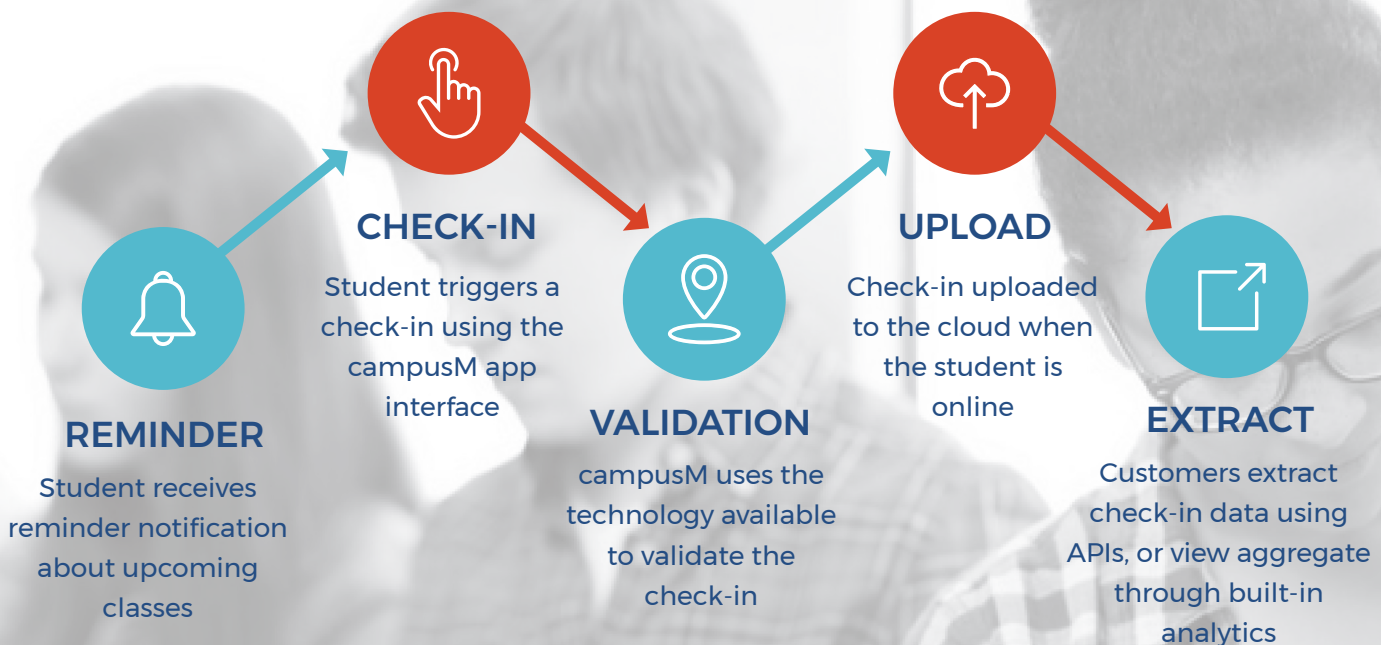 REMINDER
Student receives
reminder notification
about upcoming
classes
CHECK-IN
Student triggers a
check-in using the
campusM app
interface
VALIDATION
campusM uses the
technology available
to validate the
check-in
UPLOAD
Check-in uploaded
to the cloud when
the student is
online
EXTRACT
Customers extract
check-in data using
APIs, or view aggregate
through built-in
analytics